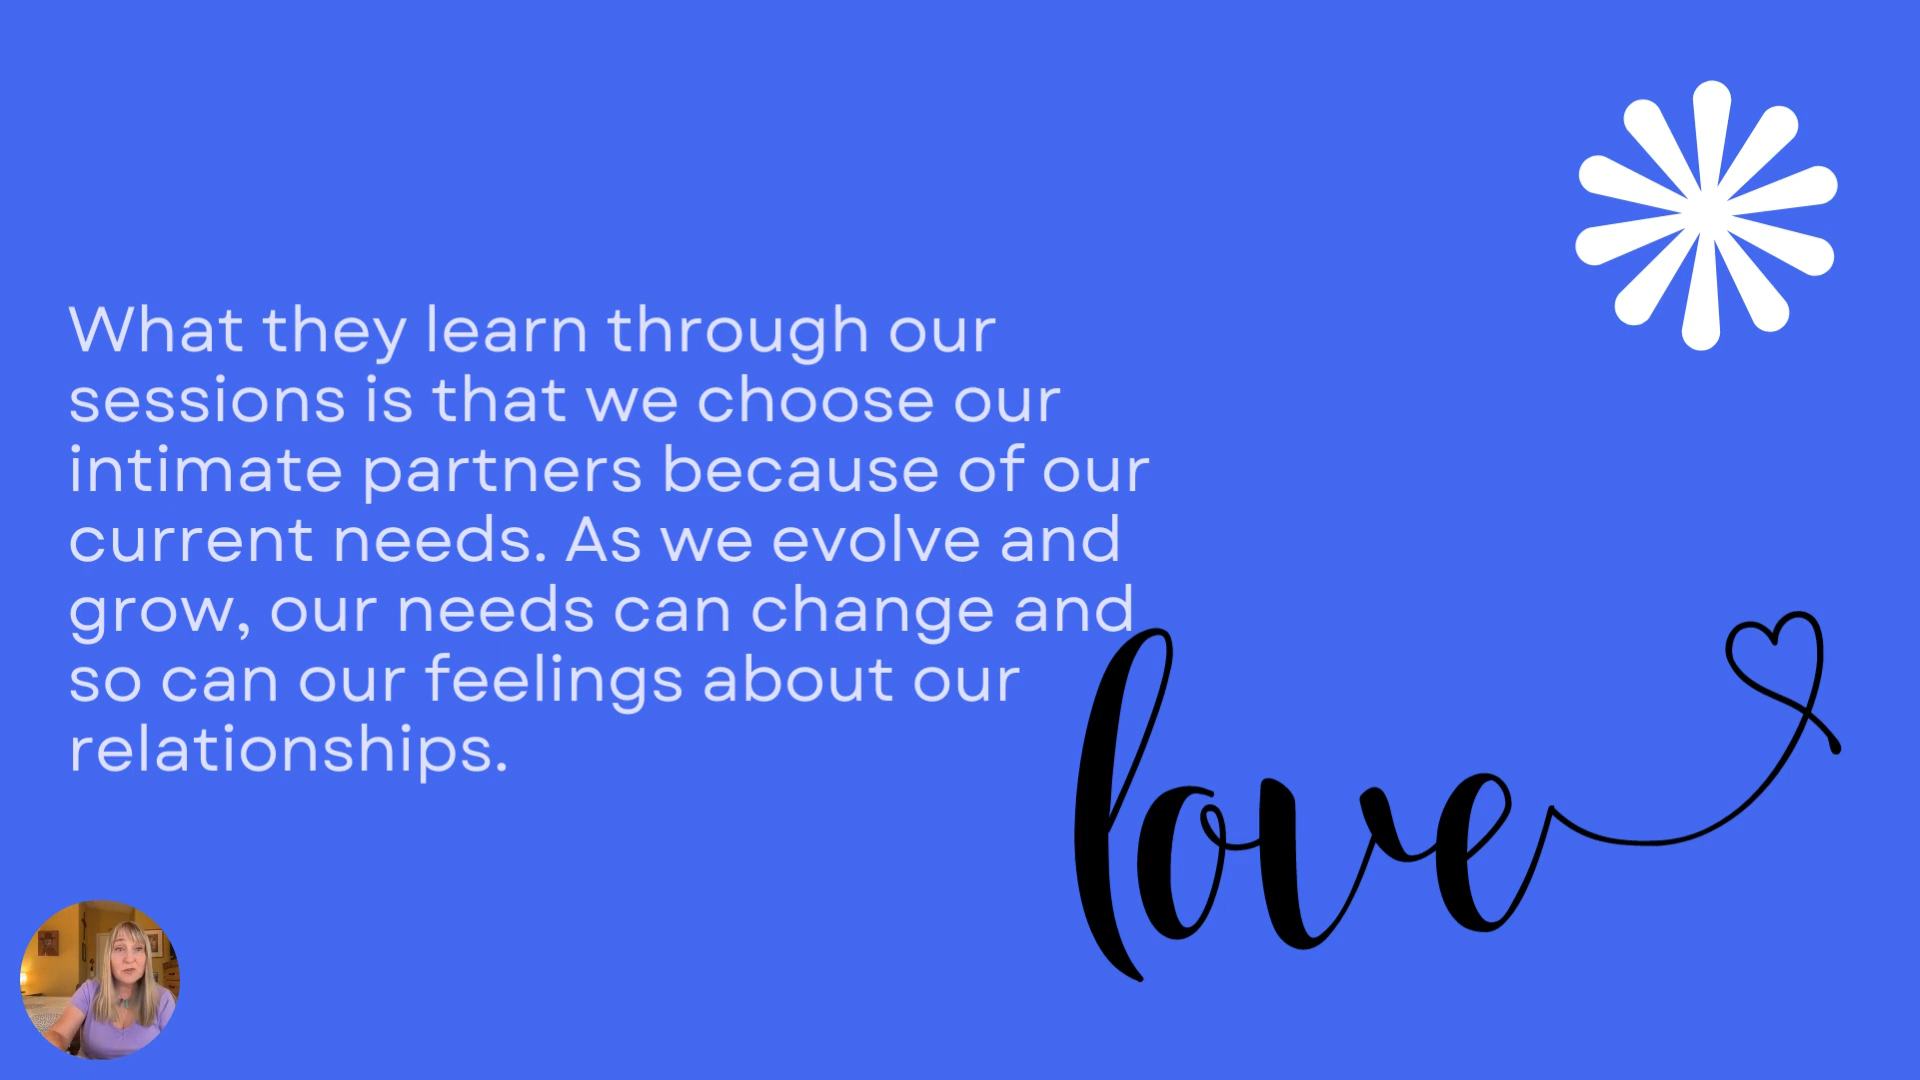 What they learn through our
sessions is that we choose our
intimate partners because of our
current needs. As we evolve and
grow, our needs can change and
so can our feelings about our
relationships.
love